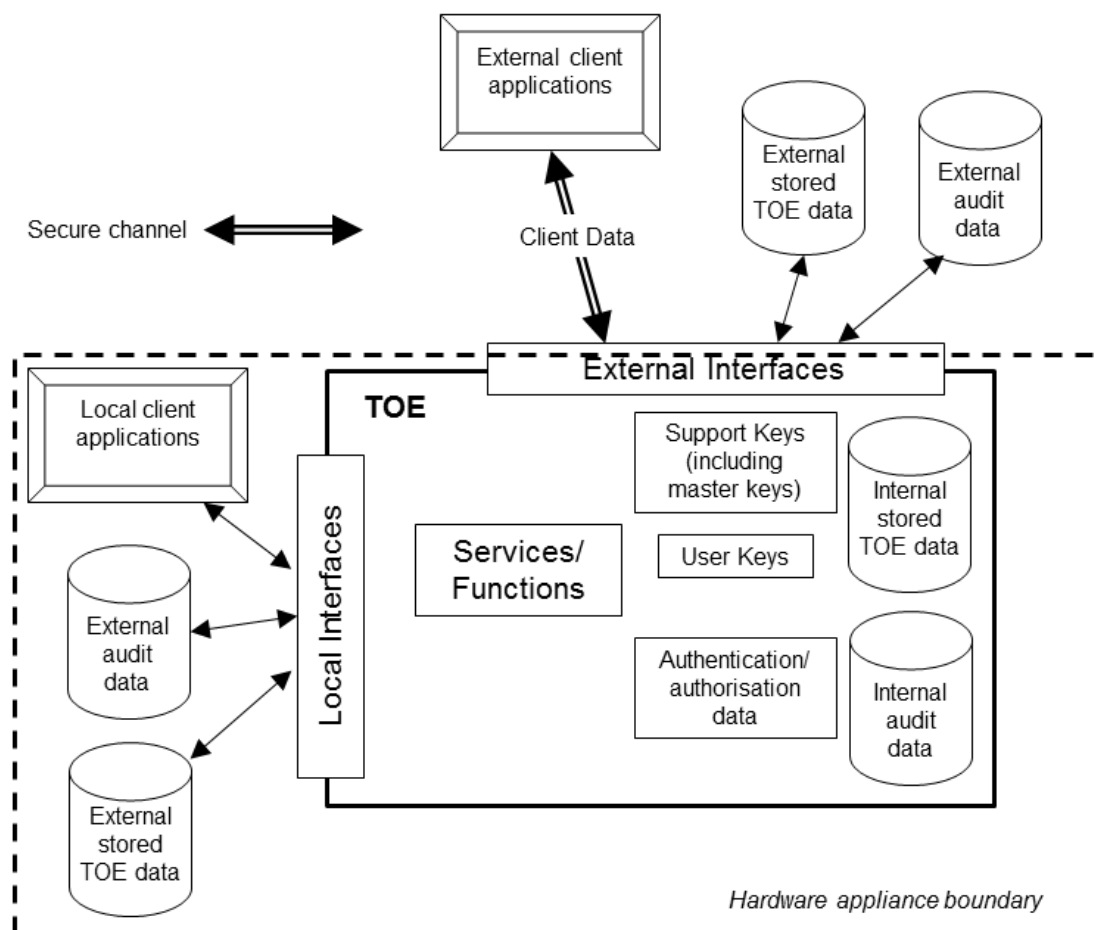 External client
applications
External
stored
TOE data
External
audit
data
Secure channel
Client Data
External Interfaces
Local client
applications
TOE
Support Keys
(including
master keys)
Internal
stored
TOE data
Local Interfaces
Services/
Functions
User Keys
External
audit
data
Authentication/
authorisation
data
Internal
audit
data
External
stored
TOE data
Hardware appliance boundary